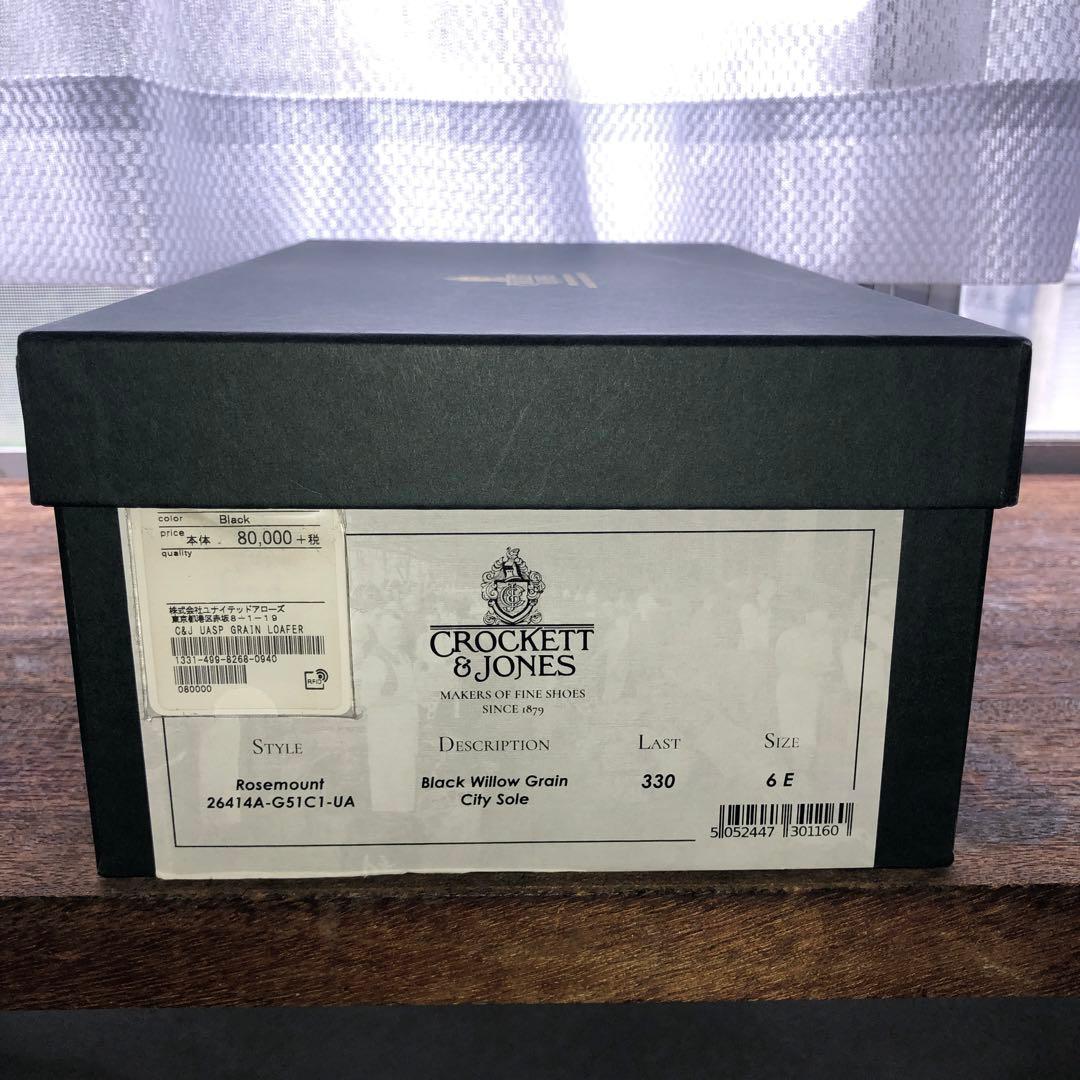 color Black
price 本体 80,000+税
quality
株式会社ユナイテッドアローズ
東京都港区赤坂8-1-19
C&J UASP GRAIN LOAFER
1331-499-8268-0940
080000
RFID
CROCKETT
& JONES
MAKERS OF FINE SHOES
SINCE 1879
STYLE DESCRIPTION LAST SIZE
Rosemount Black Willow Grain 330 6 E
26414A-G51C1-UA City Sole
5 052447 301160